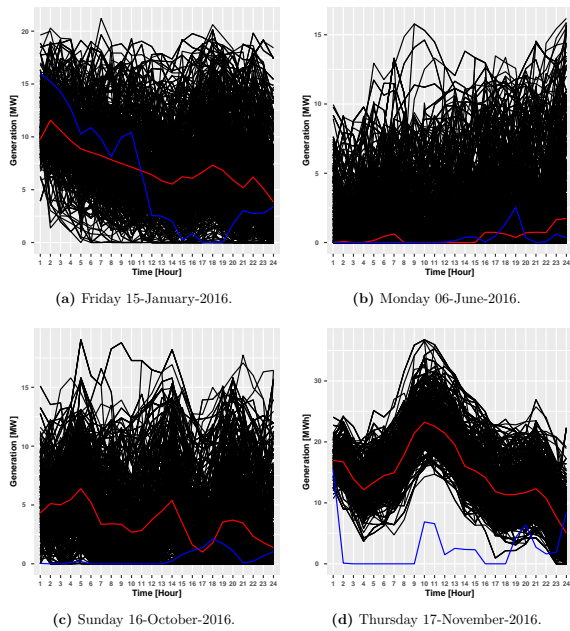 Generation [MW]
20
15
10
5
0
1 2 3 4 5 6 7 8 9 10 11 12 13 14 15 16 17 18 19 20 21 22 23 24
Time [Hour]
(a) Friday 15-January-2016.
Generation [MW]
15
10
5
0
1 2 3 4 5 6 7 8 9 10 11 12 13 14 15 16 17 18 19 20 21 22 23 24
Time [Hour]
(b) Monday 06-June-2016.
Generation [MW]
15
10
5
0
1 2 3 4 5 6 7 8 9 10 11 12 13 14 15 16 17 18 19 20 21 22 23 24
Time [Hour]
(c) Sunday 16-October-2016.
Generation [MWh]
30
20
10
0
1 2 3 4 5 6 7 8 9 10 11 12 13 14 15 16 17 18 19 20 21 22 23 24
Time [Hour]
(d) Thursday 17-November-2016.